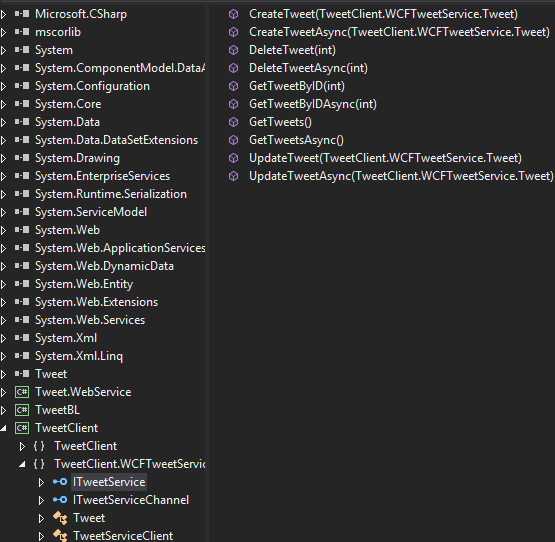 Microsoft.CSharp
mscorlib
System
System.ComponentModel.DataA
System.Configuration
System.Core
System.Data
System.Data.DataSetExtensions
System.Drawing
System.EnterpriseServices
System.Runtime.Serialization
System.ServiceModel
System.Web
System.Web.ApplicationServices
System.Web.DynamicData
System.Web.Entity
System.Web.Extensions
System.Web.Services
System.Xml
System.Xml.Linq
Tweet
C# Tweet.WebService
C# TweetBL
C# TweetClient
{ } TweetClient
{ } TweetClient.WCFTweetServic
ITweetService
ITweetServiceChannel
Tweet
TweetServiceClient
CreateTweet(TweetClient.WCFTweetService.Tweet)
CreateTweetAsync(TweetClient.WCFTweetService.Tweet)
DeleteTweet(int)
DeleteTweetAsync(int)
GetTweetByID(int)
GetTweetByIDAsync(int)
GetTweets()
GetTweetsAsync()
UpdateTweet(TweetClient.WCFTweetService.Tweet)
UpdateTweetAsync(TweetClient.WCFTweetService.Tweet)